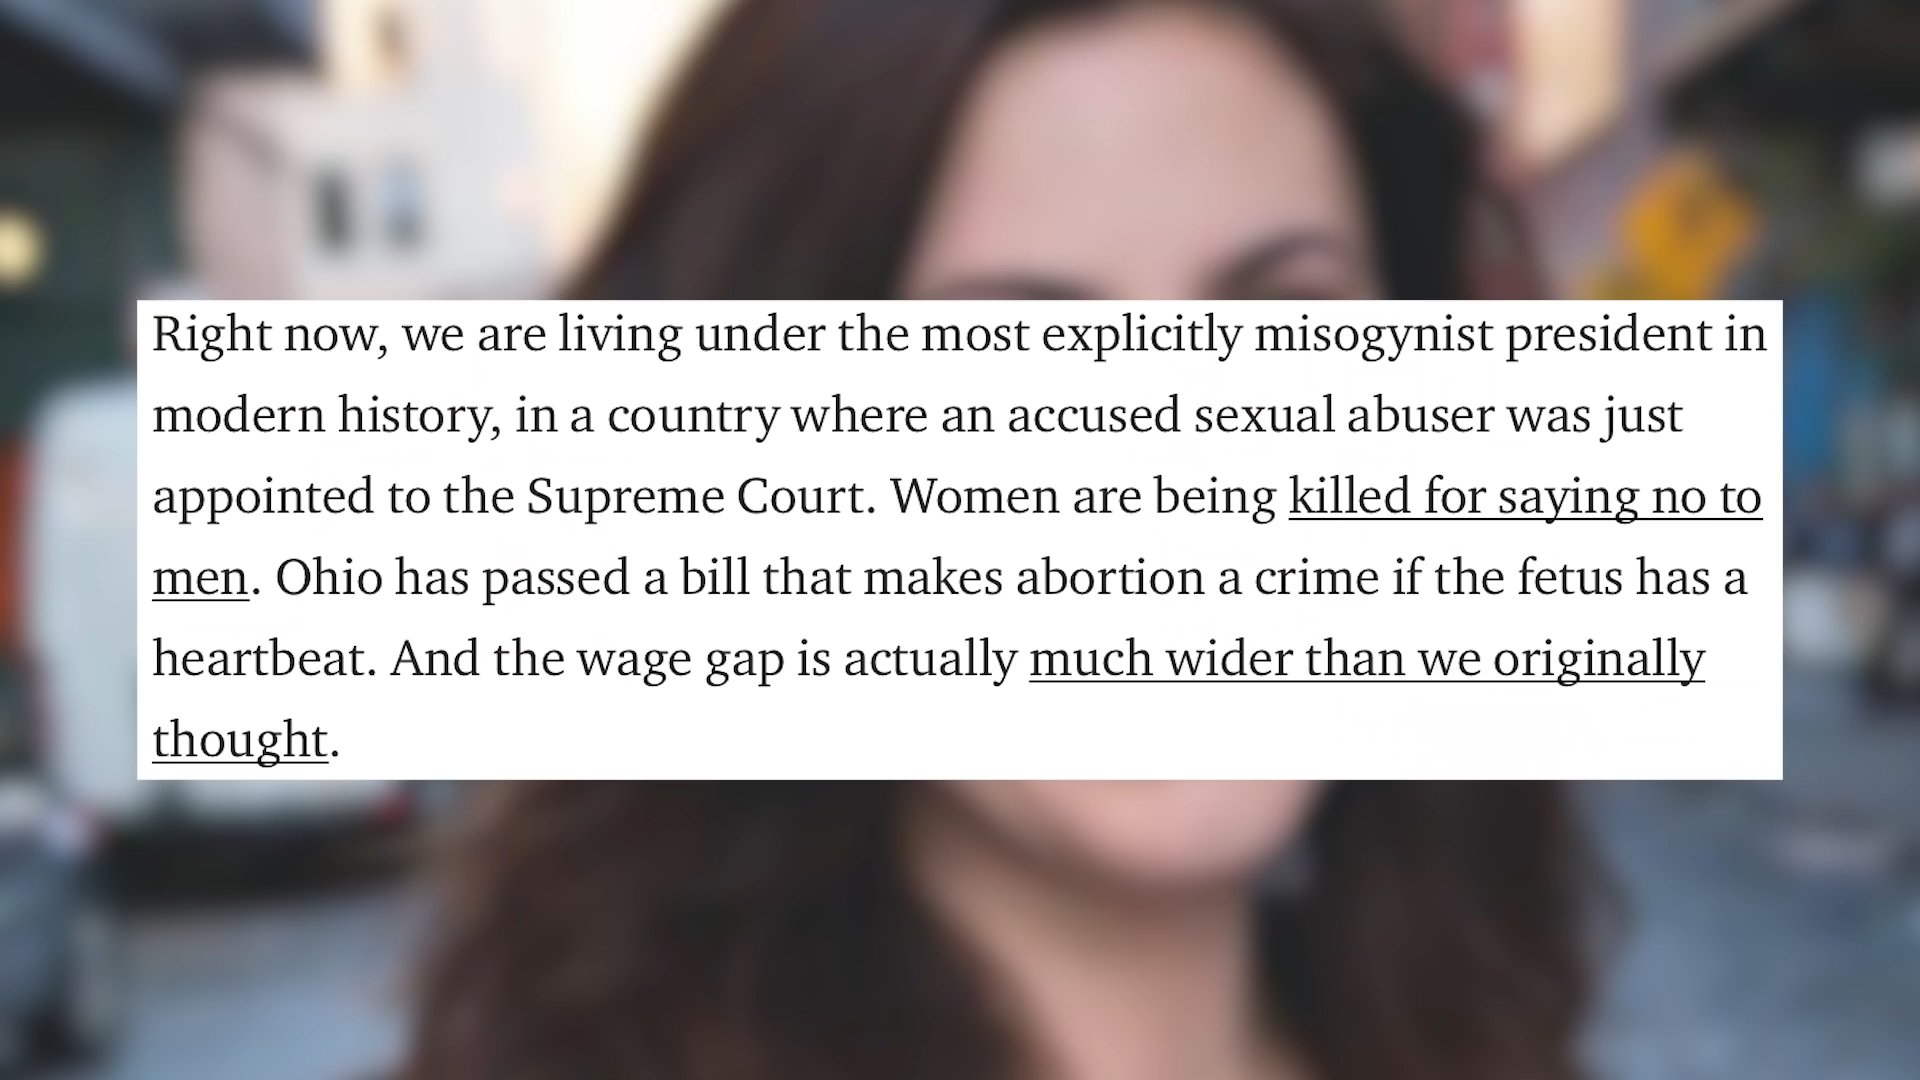 Right now, we are living under the most explicitly misogynist president in
modern history, in a country where an accused sexual abuser was just
appointed to the Supreme Court. Women are being killed for saying no to
men. Ohio has passed a bill that makes abortion a crime if the fetus has a
heartbeat. And the wage gap is actually much wider than we originally
thought.